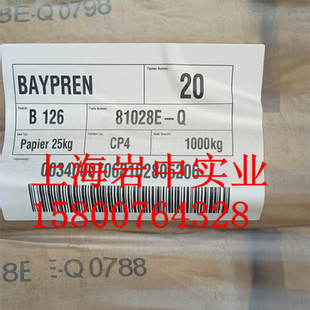 BE-Q 0798
BAYPREN
20
B 126
81028E-Q
Papier 25kg
CP4
1000kg
上海岩中实业
15800764328
8E-Q 0788